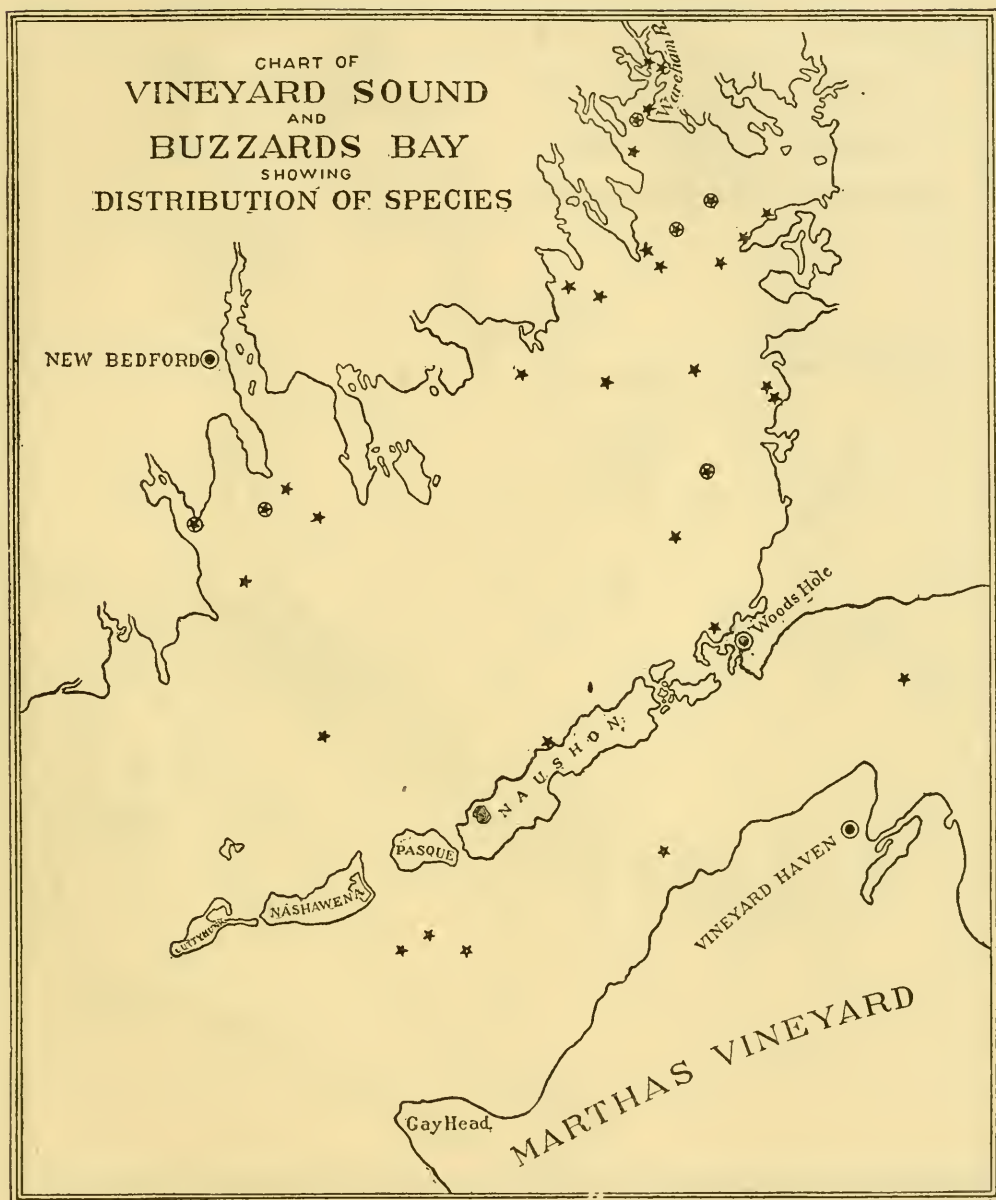 CHART OF
VINEYARD SOUND
AND
BUZZARDS BAY
SHOWING
DISTRIBUTION OF SPECIES
Wareham R.
NEW BEDFORD
Woods Hole
NAUSHON
PASQUE
NASHAWENA
CUTTYHUNK
VINEYARD HAVEN
MARTHAS VINEYARD
Gay Head